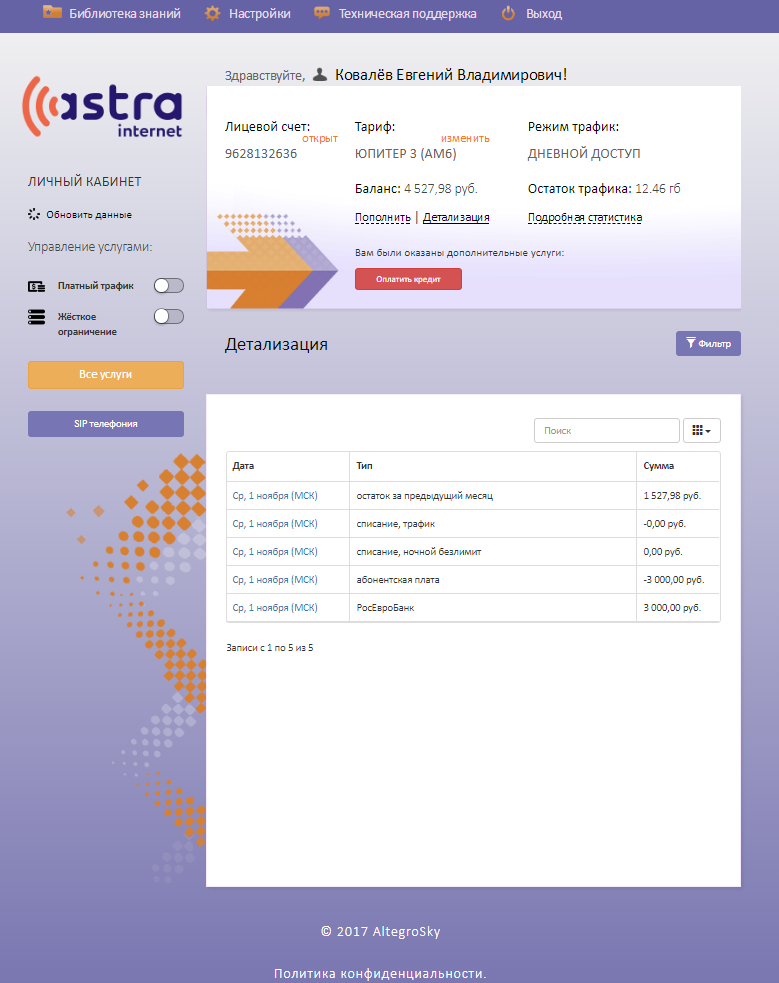 Библиотека знаний
Настройки
Техническая поддержка
Выход
astra
internet
ЛИЧНЫЙ КАБИНЕТ
Обновить данные
Управление услугами:
Платный трафик
Жёсткое
ограничение
Все услуги
SIP телефония
Здравствуйте, Ковалёв Евгений Владимирович!
Лицевой счет:
открыт
9628132636
Тариф:
изменить
ЮПИТЕР 3 (АМ6)
Режим трафик:
ДНЕВНОЙ ДОСТУП
Баланс: 4 527,98 руб.
Остаток трафика: 12.46 гб
Пополнить | Детализация
Подробная статистика
Вам были оказаны дополнительные услуги:
Оплатить кредит
Детализация
Фильтр
Поиск
Дата Тип Сумма
Ср, 1 ноября (МСК) остаток за предыдущий месяц 1 527,98 руб.
Ср, 1 ноября (МСК) списание, трафик -0,00 руб.
Ср, 1 ноября (МСК) списание, ночной безлимит 0,00 руб.
Ср, 1 ноября (МСК) абонентская плата -3 000,00 руб.
Ср, 1 ноября (МСК) РосЕвроБанк 3 000,00 руб.
Записи с 1 по 5 из 5
© 2017 AltegroSky
Политика конфиденциальности.